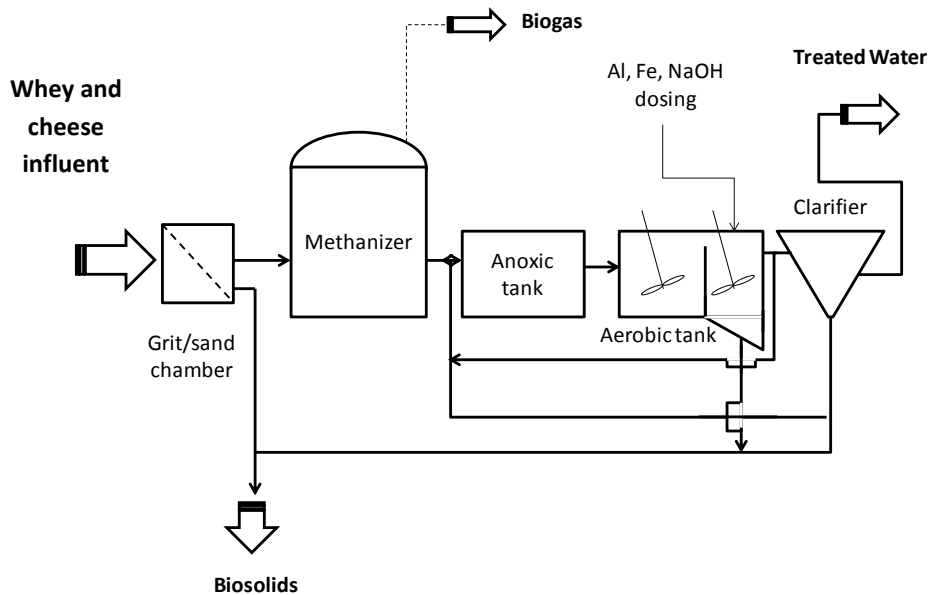 Biogas
Treated Water
Al, Fe, NaOH
dosing
Whey and
cheese
influent
Clarifier
Methanizer
Anoxic
tank
Aerobic tank
Grit/sand
chamber
Biosolids